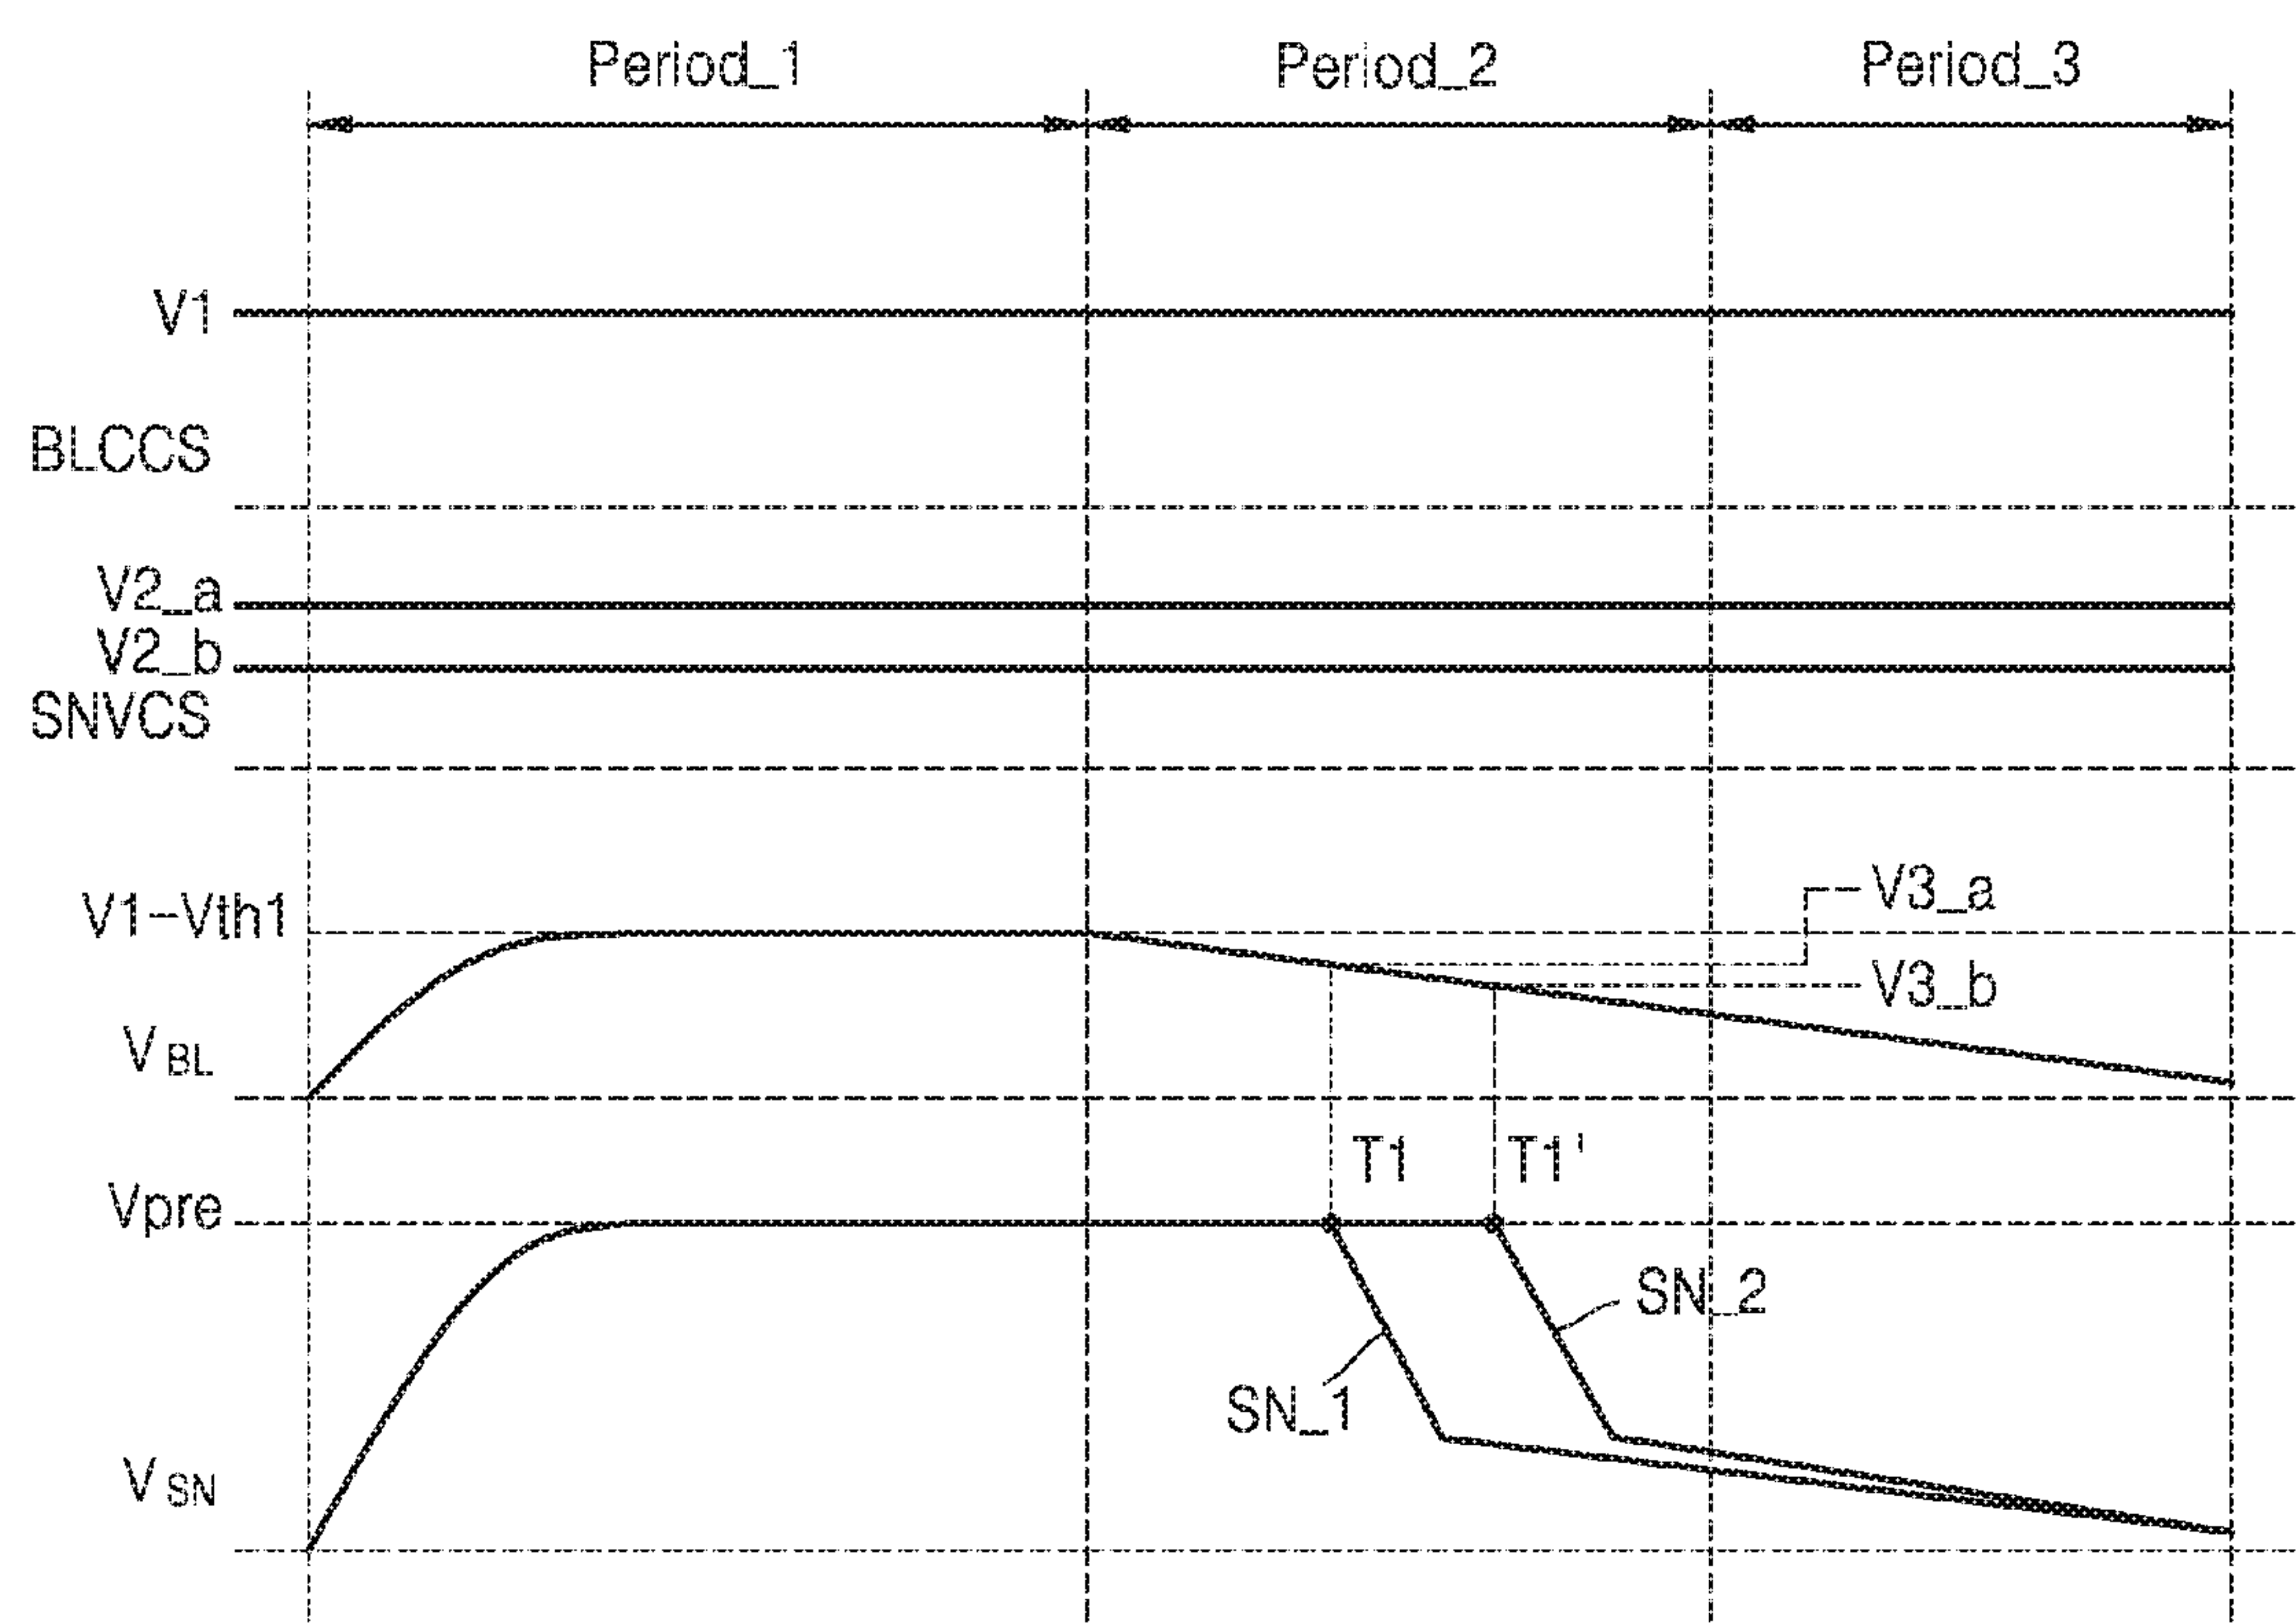 Period_1 Period_2 Period_3
V1
BLCCS
V2_a
V2_b
SNVCS
V3_a
V1-Vth1
V3_b
VBL
T1 T1'
Vpre
SN_2
SN_1
VSN